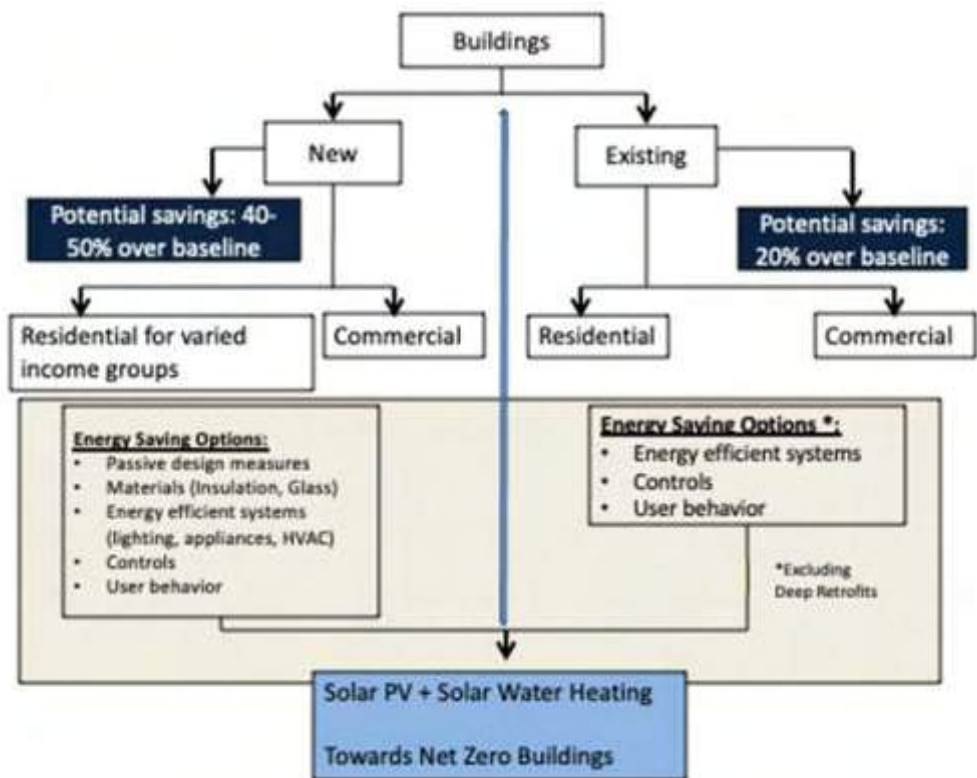 Buildings
New
Existing
Potential savings: 40-
50% over baseline
Potential savings:
20% over baseline
Residential for varied
income groups
Commercial
Residential
Commercial
Energy Saving Options:
• Passive design measures
• Materials (Insulation, Glass)
• Energy efficient systems
(lighting, appliances, HVAC)
• Controls
• User behavior
Energy Saving Options *:
• Energy efficient systems
• Controls
• User behavior
*Excluding
Deep Retrofits
Solar PV + Solar Water Heating
Towards Net Zero Buildings